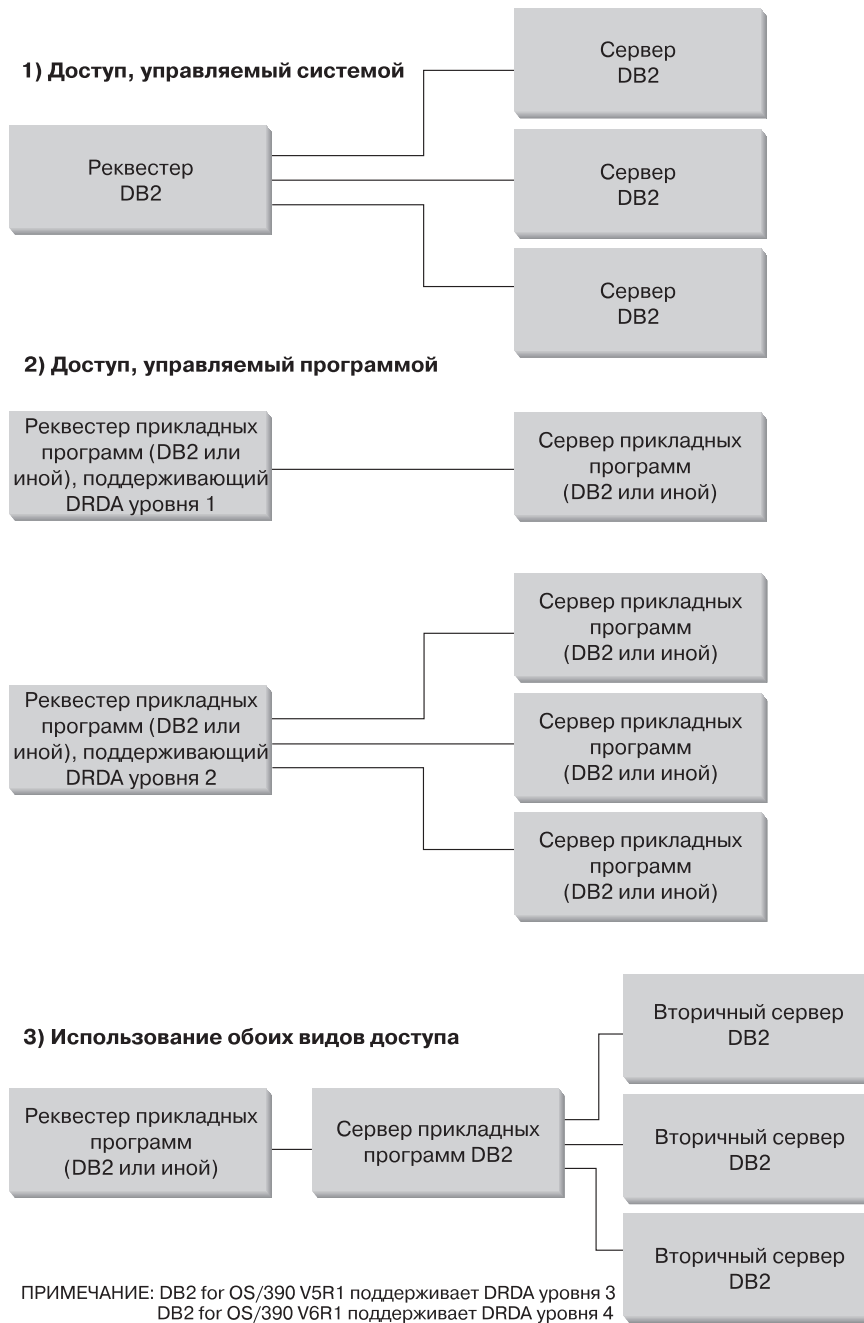 1) Доступ, управляемый системой
Реквестер
DB2
Сервер
DB2
Сервер
DB2
Сервер
DB2
2) Доступ, управляемый программой
Реквестер прикладных
программ (DB2 или
иной), поддерживающий
DRDA уровня 1
Сервер прикладных
программ
(DB2 или иной)
Реквестер прикладных
программ (DB2 или
иной), поддерживающий
DRDA уровня 2
Сервер прикладных
программ
(DB2 или иной)
Сервер прикладных
программ
(DB2 или иной)
Сервер прикладных
программ
(DB2 или иной)
3) Использование обоих видов доступа
Реквестер прикладных
программ
(DB2 или иной)
Сервер прикладных
программ DB2
Вторичный сервер
DB2
Вторичный сервер
DB2
Вторичный сервер
DB2
ПРИМЕЧАНИЕ: DB2 for OS/390 V5R1 поддерживает DRDA уровня 3
DB2 for OS/390 V6R1 поддерживает DRDA уровня 4